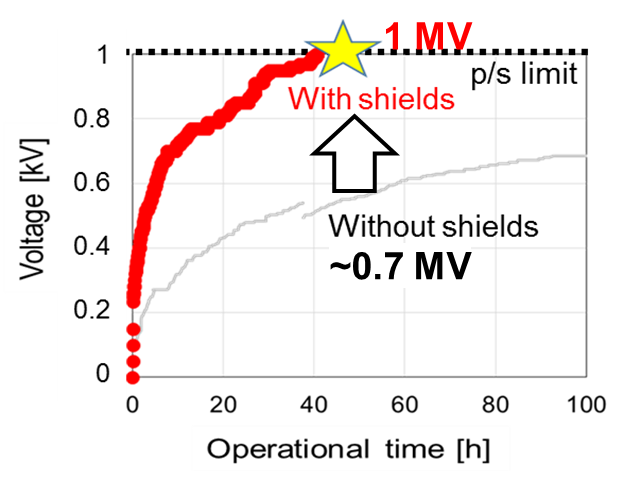 1 MV
p/s limit
With shields
Without shields
~0.7 MV
Voltage [kV]
1
0.8
0.6
0.4
0.2
0
0 20 40 60 80 100
Operational time [h]